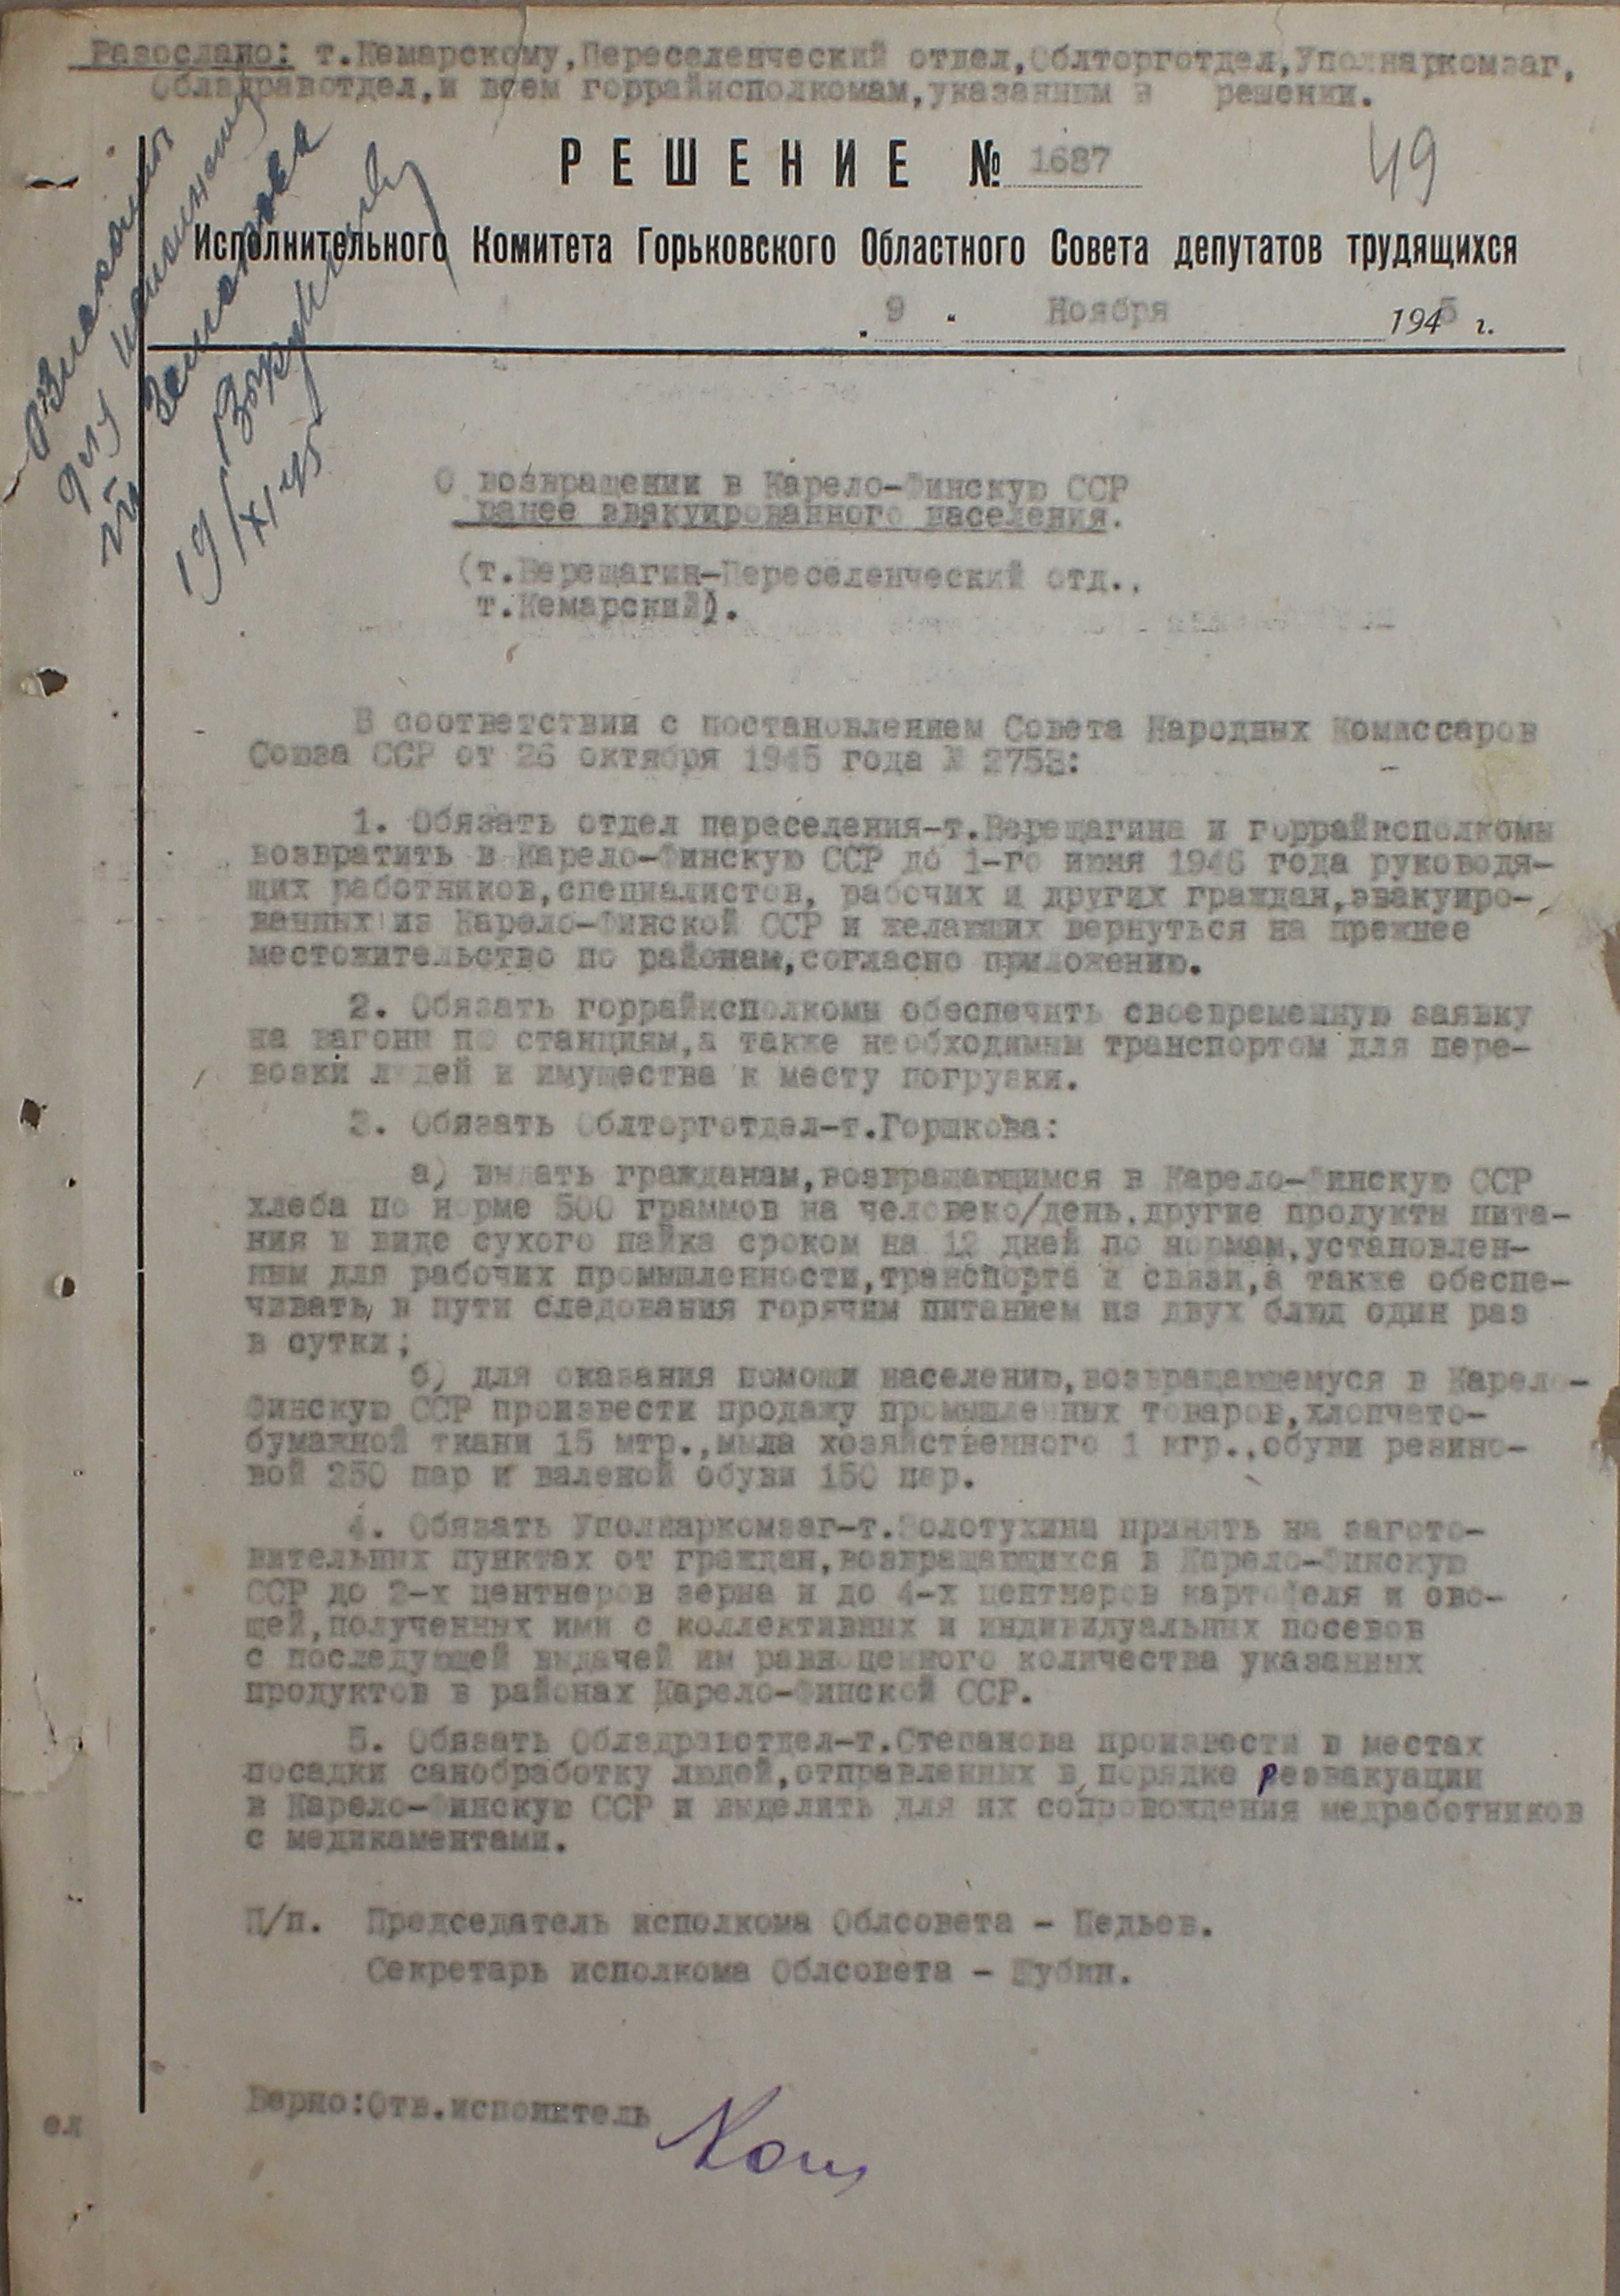 Разослано: т.Кемарскому,Переселенческий отдел,Облторготдел,Уполнаркомзаг,
Облздравотдел,и всем горрайисполкомам,указанным в решении.
49
РЕШЕНИЕ № 1687
Исполнительного Комитета Горьковского Областного Совета депутатов трудящихся
„ 9 “ Ноября 1945 г.
19/XI 45
О возвращении в Карело-Финскую ССР
ранее эвакуированного населения.
(т.Верещагин-Переселенческий отд.,
т.Кемарский).
В соответствии с постановлением Совета Народных Комиссаров
Союза ССР от 26 октября 1945 года № 2753:
1. Обязать отдел переселения-т.Верещагина и горрайисполкомы
возвратить в Карело-Финскую ССР до 1-го июня 1946 года руководя-
щих работников,специалистов, рабочих и других граждан,эвакуиро-
ванных из Карело-Финской ССР и желающих вернуться на прежнее
местожительство по районам,согласно приложению.
2. Обязать горрайисполкомы обеспечить своевременную заявку
на вагоны по станциям,а также необходимым транспортом для пере-
возки людей и имущества к месту погрузки.
3. Обязать Облторготдел-т.Горшкова:
а) выдать гражданам,возвращающимся в Карело-Финскую ССР
хлеба по норме 500 граммов на человеко/день,другие продукты пита-
ния в виде сухого пайка сроком на 12 дней по нормам,установлен-
ным для рабочих промышленности,транспорта и связи,а также обеспе-
чивать в пути следования горячим питанием из двух блюд один раз
в сутки;
б) для оказания помощи населению,возвращающемуся в Карело-
Финскую ССР произвести продажу промышленных товаров,хлопчато-
бумажной ткани 15 мтр.,мыла хозяйственного 1 кгр.,обуви резино-
вой 250 пар и валеной обуви 150 пар.
4. Обязать Уполнаркомзаг-т.Золотухина принять на загото-
вительных пунктах от граждан,возвращающихся в Карело-Финскую
ССР до 2-х центнеров зерна и до 4-х центнеров картофеля и ово-
щей,полученных ими с коллективных и индивидуальных посевов
с последующей выдачей им равноценного количества указанных
продуктов в районах Карело-Финской ССР.
5. Обязать Облздравотдел-т.Степанова произвести в местах
посадки санобработку людей,отправленных в порядке реэвакуации
в Карело-Финскую ССР и выделить для их сопровождения медработников
с медикаментами.
П/п. Председатель исполкома Облсовета - Педьев.
Секретарь исполкома Облсовета - Шубин.
Верно:Отв.исполнтель
ел